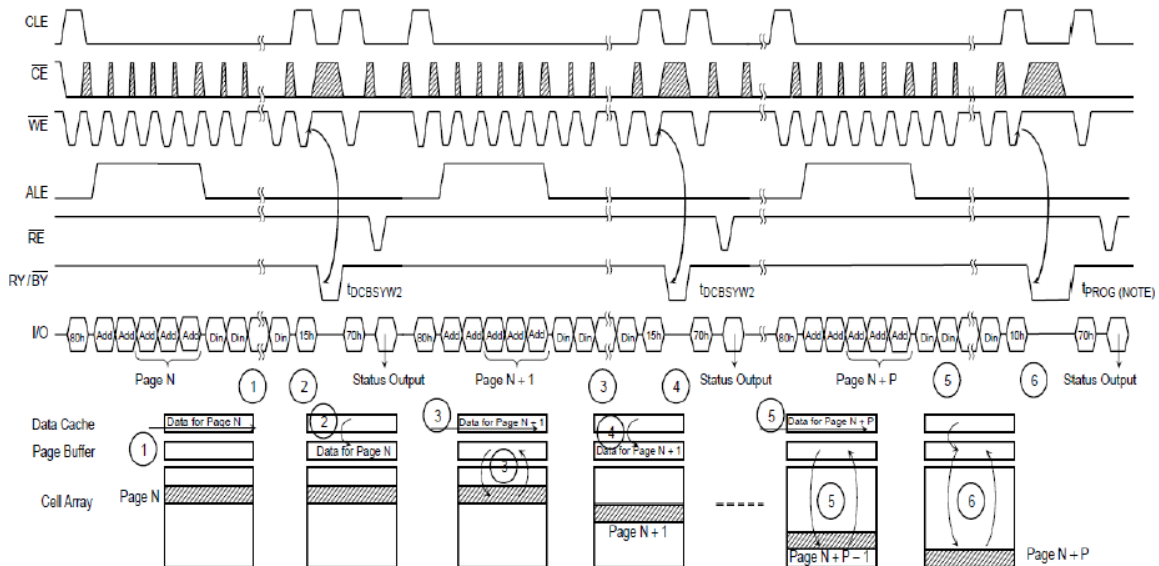 CLE
CE
WE
ALE
RE
RY/BY
tDCBSYW2
tDCBSYW2
tPROG (NOTE)
I/O
80h Add Add Add Add Add Din Din Din 15h 70h 80h Add Add Add Add Add Din Din Din 15h 70h 80h Add Add Add Add Add Din Din Din 10h 70h
Page N
1
2
Status Output
Page N + 1
3
4
Status Output
Page N + P
5
6
Status Output
Data Cache
Data for Page N
2
3
Data for Page N - 1
4
5
Data for Page N + P
Page Buffer
1
Data for Page N
3
Data for Page N + 1
Cell Array
Page N
Page N + 1
5
Page N + P - 1
6
Page N + P